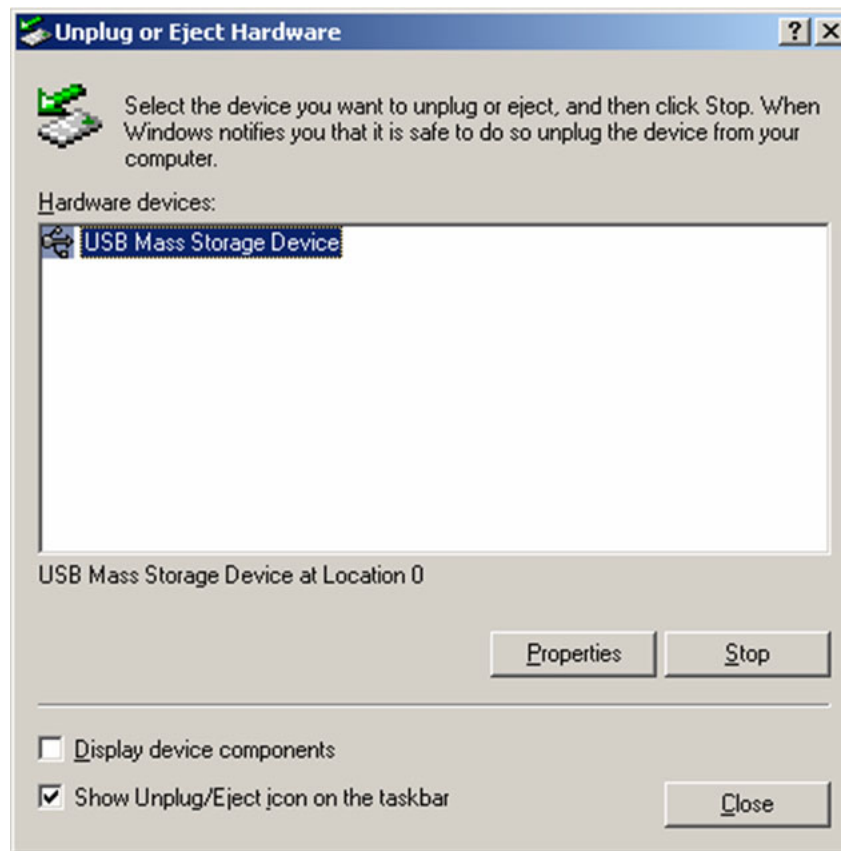 Unplug or Eject Hardware
Select the device you want to unplug or eject, and then click Stop. When
Windows notifies you that it is safe to do so unplug the device from your
computer.
Hardware devices:
USB Mass Storage Device
USB Mass Storage Device at Location 0
Properties Stop
Display device components
Show Unplug/Eject icon on the taskbar
Close